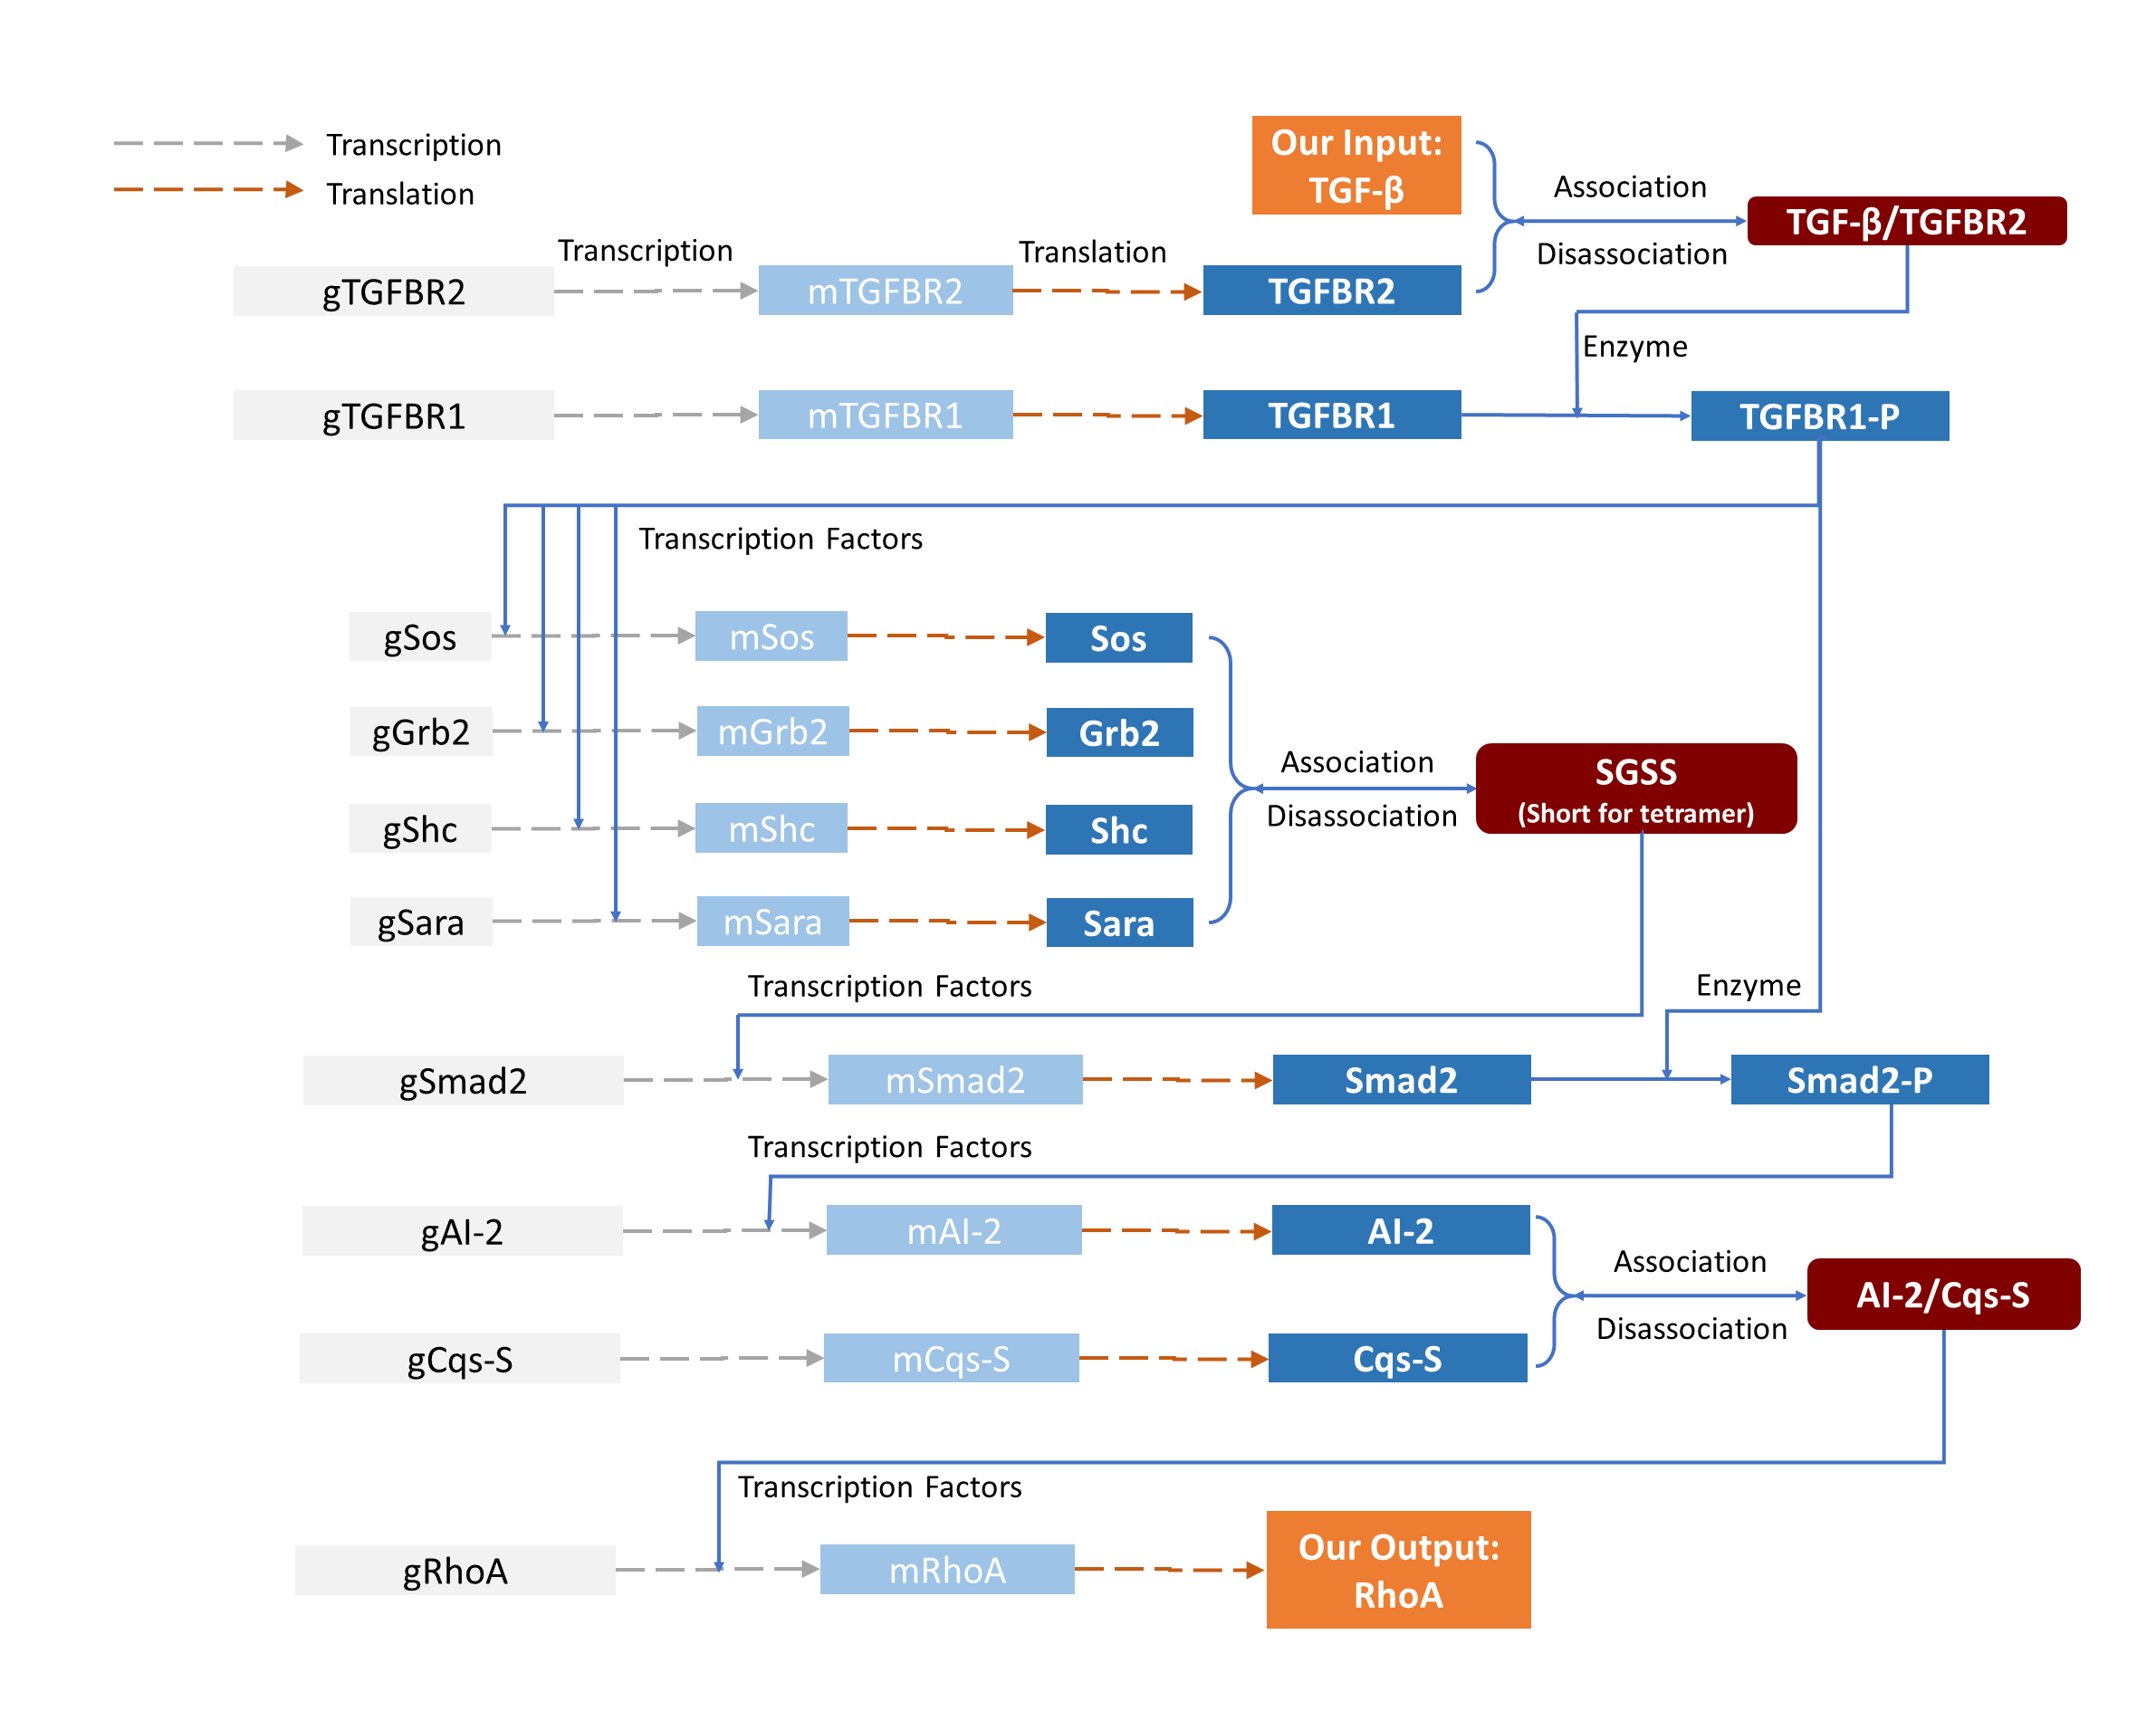 Transcription
Translation
Our Input:
TGF-β
Association
TGF-β/TGFBR2
Disassociation
Transcription
Translation
gTGFBR2
mTGFBR2
TGFBR2
Enzyme
gTGFBR1
mTGFBR1
TGFBR1
TGFBR1-P
Transcription Factors
gSos
mSos
Sos
gGrb2
mGrb2
Grb2
Association
Disassociation
SGSS
(Short for tetramer)
gShc
mShc
Shc
gSara
mSara
Sara
Transcription Factors
Enzyme
gSmad2
mSmad2
Smad2
Smad2-P
Transcription Factors
gAI-2
mAI-2
AI-2
Association
Disassociation
AI-2/Cqs-S
gCqs-S
mCqs-S
Cqs-S
Transcription Factors
gRhoA
mRhoA
Our Output:
RhoA